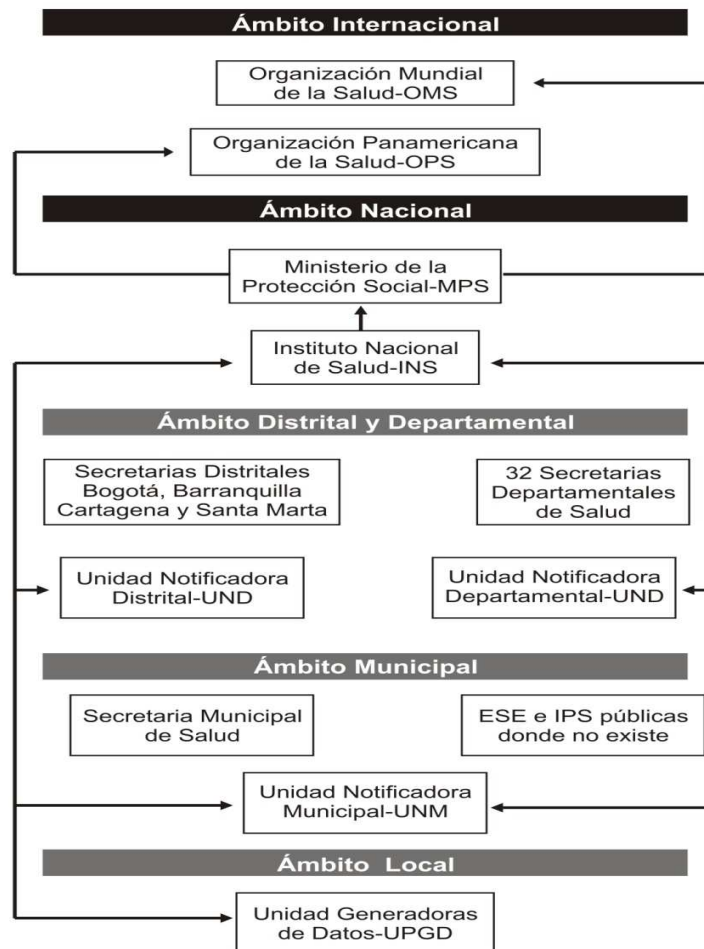 Ámbito Internacional
Organización Mundial
de la Salud-OMS
Organización Panamericana
de la Salud-OPS
Ámbito Nacional
Ministerio de la
Protección Social-MPS
Instituto Nacional
de Salud-INS
Ámbito Distrital y Departamental
Secretarias Distritales
Bogotá, Barranquilla
Cartagena y Santa Marta
32 Secretarias
Departamentales
de Salud
Unidad Notificadora
Distrital-UND
Unidad Notificadora
Departamental-UND
Ámbito Municipal
Secretaria Municipal
de Salud
ESE e IPS públicas
donde no existe
Unidad Notificadora
Municipal-UNM
Ámbito Local
Unidad Generadoras
de Datos-UPGD